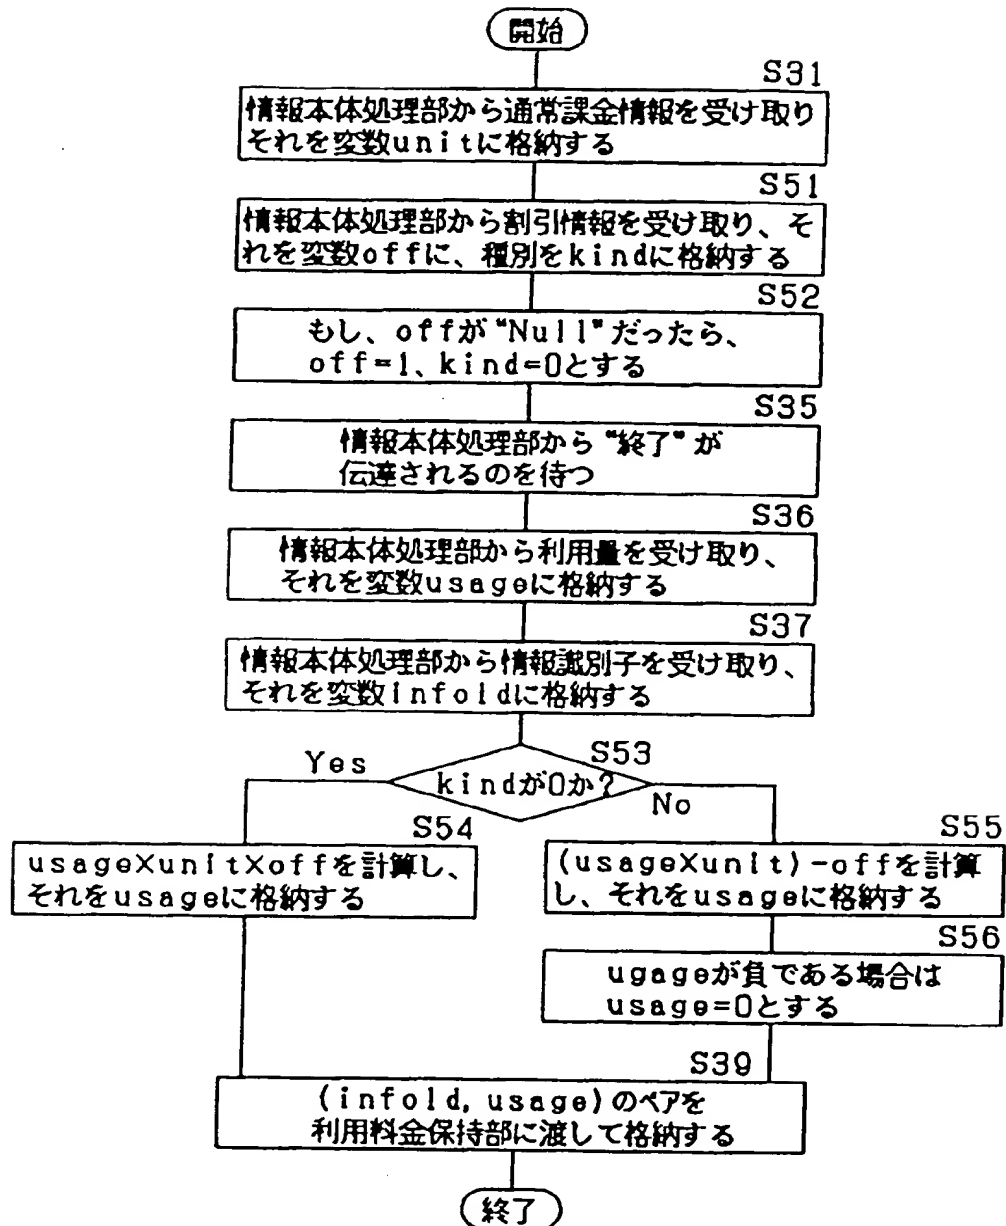 開始
S31
情報本体処理部から通常課金情報を受け取り
それを変数unitに格納する
S51
情報本体処理部から割引情報を受け取り、そ
れを変数offに、種別をkindに格納する
S52
もし、offが"Null"だったら、
off=1、kind=0とする
S35
情報本体処理部から"終了"が
伝達されるのを待つ
S36
情報本体処理部から利用量を受け取り、
それを変数usageに格納する
S37
情報本体処理部から情報識別子を受け取り、
それを変数infoIdに格納する
S53
kindが0か?
Yes
No
S54
usage×unit×offを計算し、
それをusageに格納する
S55
(usage×unit)-offを計算
し、それをusageに格納する
S56
ugageが負である場合は
usage=0とする
S39
(infoId, usage)のペアを
利用料金保持部に渡して格納する
終了